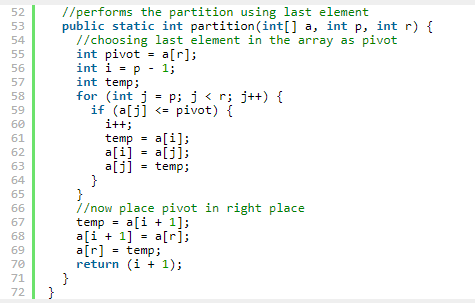 52 //performs the partition using last element
53 public static int partition(int[] a, int p, int r) {
54 //choosing last element in the array as pivot
55 int pivot = a[r];
56 int i = p - 1;
57 int temp;
58 for (int j = p; j < r; j++) {
59 if (a[j] <= pivot) {
60 i++;
61 temp = a[i];
62 a[i] = a[j];
63 a[j] = temp;
64 }
65 }
66 //now place pivot in right place
67 temp = a[i + 1];
68 a[i + 1] = a[r];
69 a[r] = temp;
70 return (i + 1);
71 }
72 }